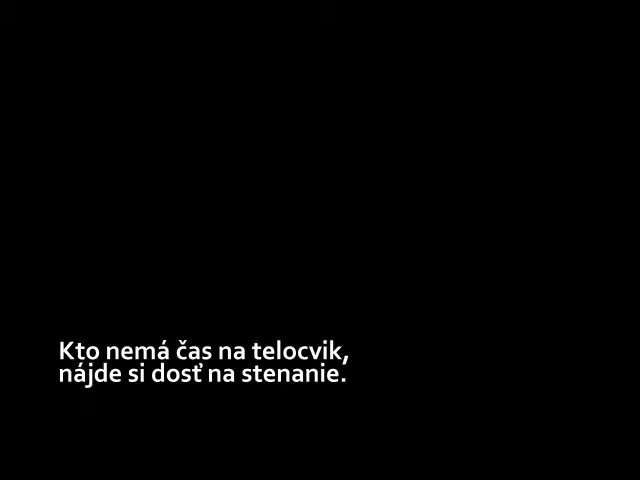 Kto nemá čas na telocvik,
nájde si dosť na stenanie.